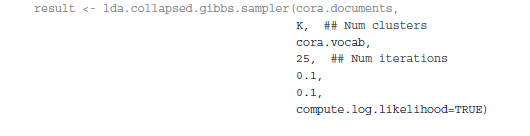 result <- lda.collapsed.gibbs.sampler(cora.documents,
K, ## Num clusters
cora.vocab,
25, ## Num iterations
0.1,
0.1,
compute.log.likelihood=TRUE)